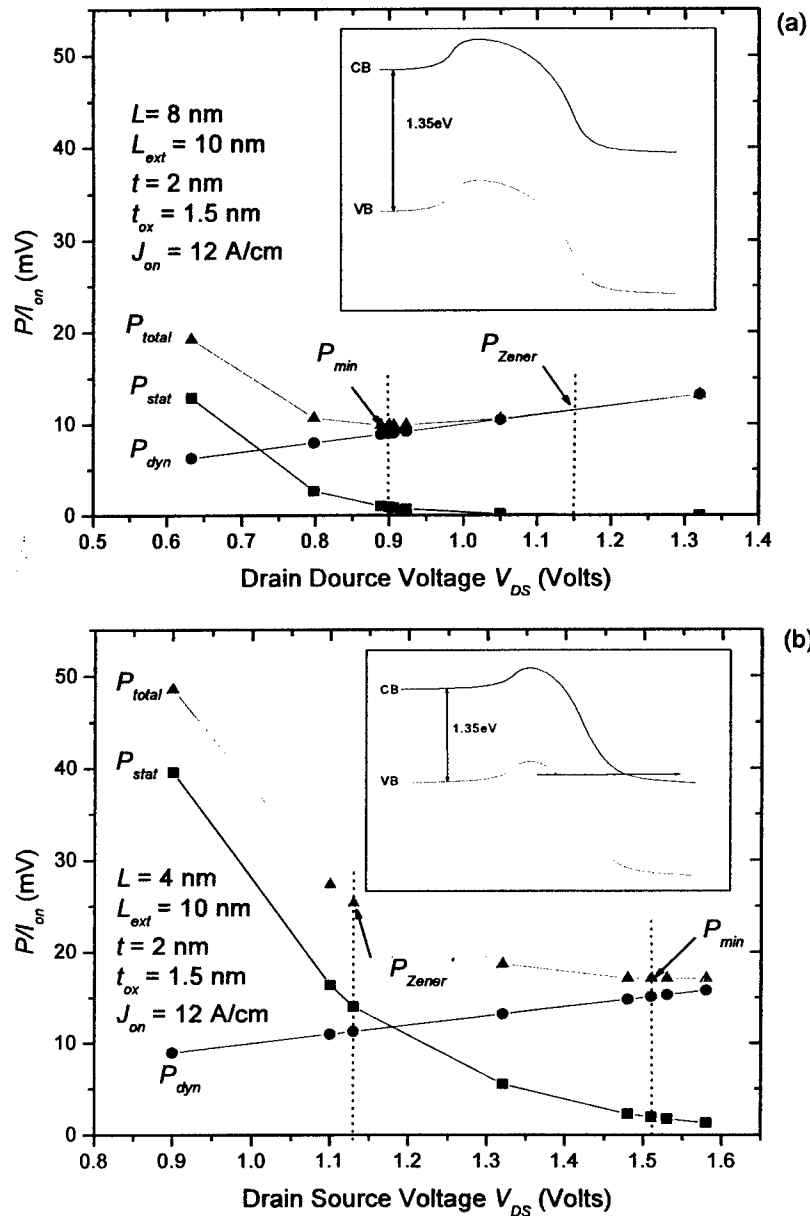 (a)
50
40
30
20
10
0
P/I_on (mV)
L= 8 nm
L_ext = 10 nm
t = 2 nm
t_ox = 1.5 nm
J_on = 12 A/cm
CB
1.35eV
VB
P_total
P_stat
P_dyn
P_min
P_Zener
0.5 0.6 0.7 0.8 0.9 1.0 1.1 1.2 1.3 1.4
Drain Dource Voltage V_DS (Volts)
(b)
50
40
30
20
10
0
P/I_on (mV)
P_total
P_stat
CB
1.35eV
VB
L = 4 nm
L_ext = 10 nm
t = 2 nm
t_ox = 1.5 nm
J_on = 12 A/cm
P_Zener
P_min
P_dyn
0.8 0.9 1.0 1.1 1.2 1.3 1.4 1.5 1.6
Drain Source Voltage V_DS (Volts)